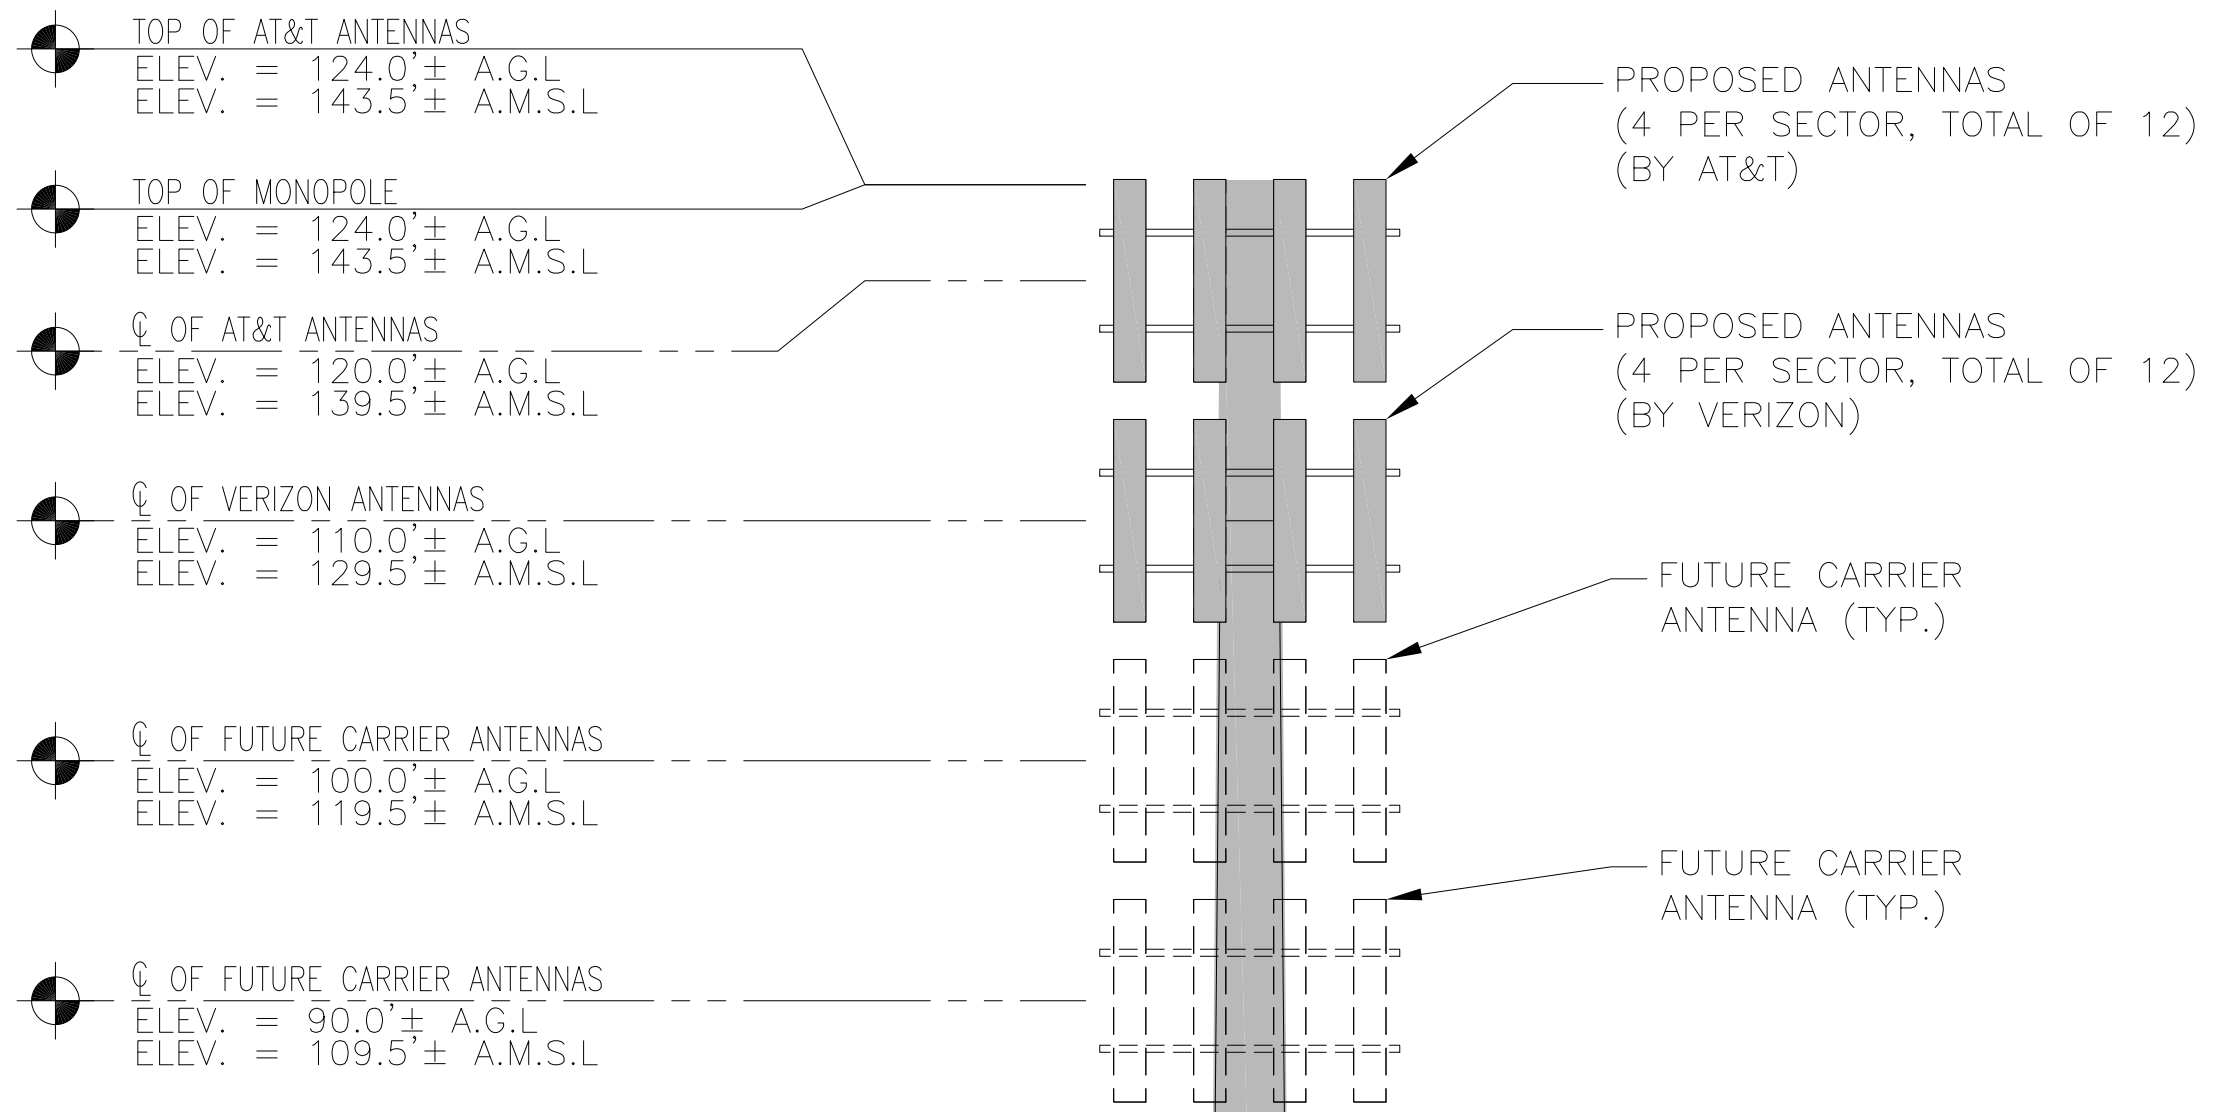 TOP OF AT&T ANTENNAS
ELEV. = 124.0'± A.G.L
ELEV. = 143.5'± A.M.S.L
TOP OF MONOPOLE
ELEV. = 124.0'± A.G.L
ELEV. = 143.5'± A.M.S.L
℄ OF AT&T ANTENNAS
ELEV. = 120.0'± A.G.L
ELEV. = 139.5'± A.M.S.L
℄ OF VERIZON ANTENNAS
ELEV. = 110.0'± A.G.L
ELEV. = 129.5'± A.M.S.L
℄ OF FUTURE CARRIER ANTENNAS
ELEV. = 100.0'± A.G.L
ELEV. = 119.5'± A.M.S.L
℄ OF FUTURE CARRIER ANTENNAS
ELEV. = 90.0'± A.G.L
ELEV. = 109.5'± A.M.S.L
PROPOSED ANTENNAS
(4 PER SECTOR, TOTAL OF 12)
(BY AT&T)
PROPOSED ANTENNAS
(4 PER SECTOR, TOTAL OF 12)
(BY VERIZON)
FUTURE CARRIER
ANTENNA (TYP.)
FUTURE CARRIER
ANTENNA (TYP.)